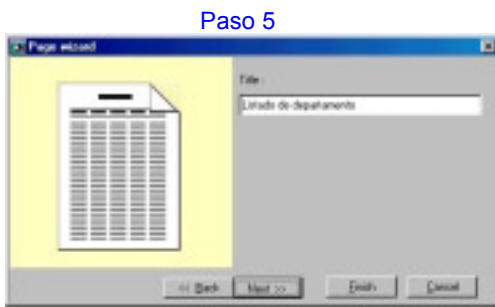 Paso 5
Page wizard
Title :
Listado de departamento
<< Back
Next >>
Finish
Cancel